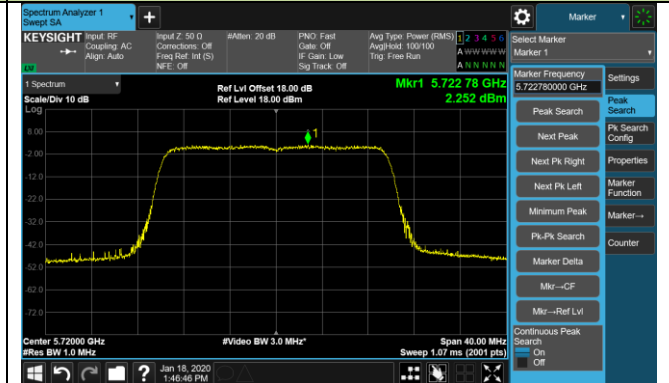 Spectrum Analyzer 1
Swept SA
+
Marker
KEYSIGHT Input: RF
Coupling: AC
Align: Auto
Input Z: 50 Ω
Corrections: Off
Freq Ref: Int (S)
NFE: Off
#Atten: 20 dB
PNO: Fast
Gate: Off
IF Gain: Low
Sig Track: Off
Avg Type: Power (RMS)
Avg|Hold: 100/100
Trig: Free Run
1 2 3 4 5 6
A W W W W W
A N N N N N
LXI
Select Marker
Marker 1
1 Spectrum
Scale/Div 10 dB
Log
Ref Lvl Offset 18.00 dB
Ref Level 18.00 dBm
Mkr1 5.722 78 GHz
2.252 dBm
Marker Frequency
5.722780000 GHz
Peak Search
Next Peak
Next Pk Right
Next Pk Left
Minimum Peak
Pk-Pk Search
Marker Delta
Mkr→CF
Mkr→Ref Lvl
Continuous Peak
Search
On
Off
Settings
Peak
Search
Pk Search
Config
Properties
Marker
Function
Marker→
Counter
8.00
-2.00
-12.0
-22.0
-32.0
-42.0
-52.0
-62.0
-72.0
1
Center 5.72000 GHz
#Res BW 1.0 MHz
#Video BW 3.0 MHz*
Span 40.00 MHz
Sweep 1.07 ms (2001 pts)
?
Jan 18, 2020
1:46:46 PM